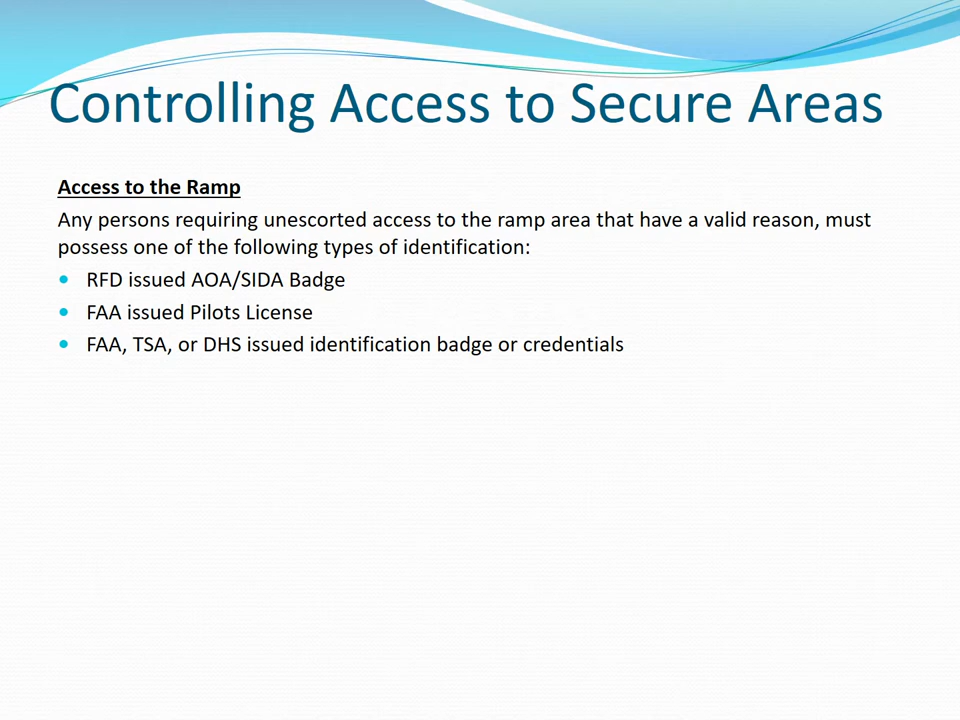 Controlling Access to Secure Areas
Access to the Ramp
Any persons requiring unescorted access to the ramp area that have a valid reason, must
possess one of the following types of identification:
• RFD issued AOA/SIDA Badge
• FAA issued Pilots License
• FAA, TSA, or DHS issued identification badge or credentials